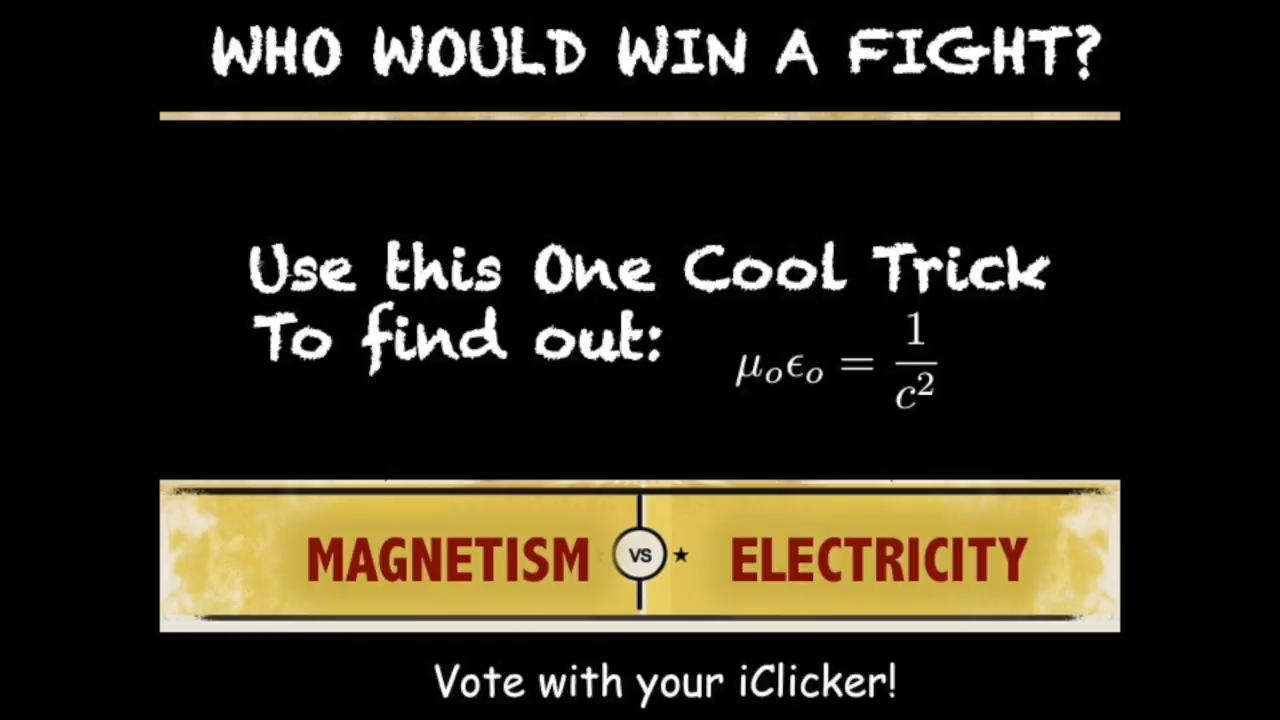 WHO WOULD WIN A FIGHT?
Use this One Cool Trick
To find out: μₒϵₒ = 1/c²
MAGNETISM VS ★ ELECTRICITY
Vote with your iClicker!